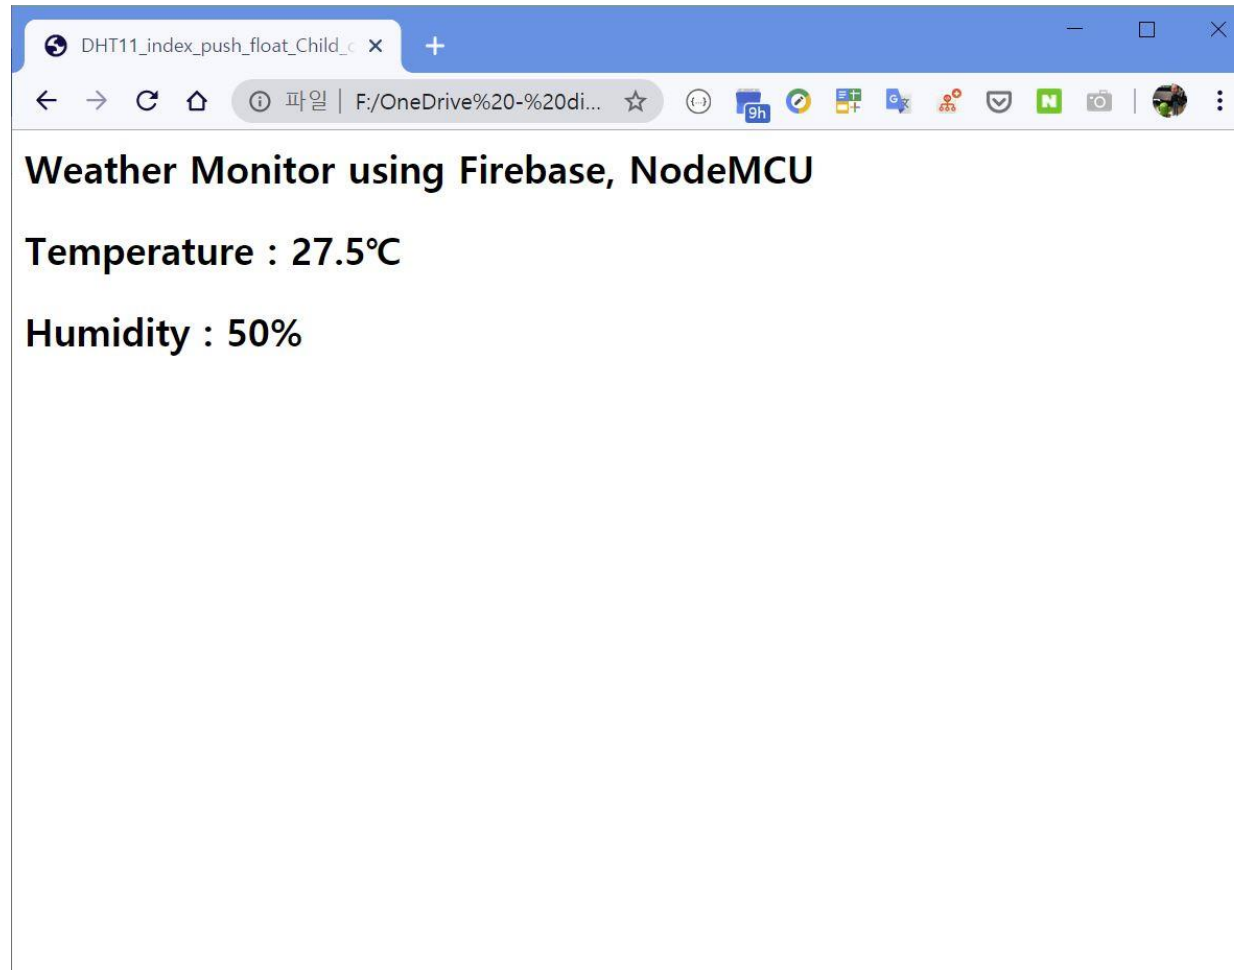 DHT11_index_push_float_Child_
파일 | F:/OneDrive%20-%20di...
9h
G
N
Weather Monitor using Firebase, NodeMCU
Temperature : 27.5℃
Humidity : 50%